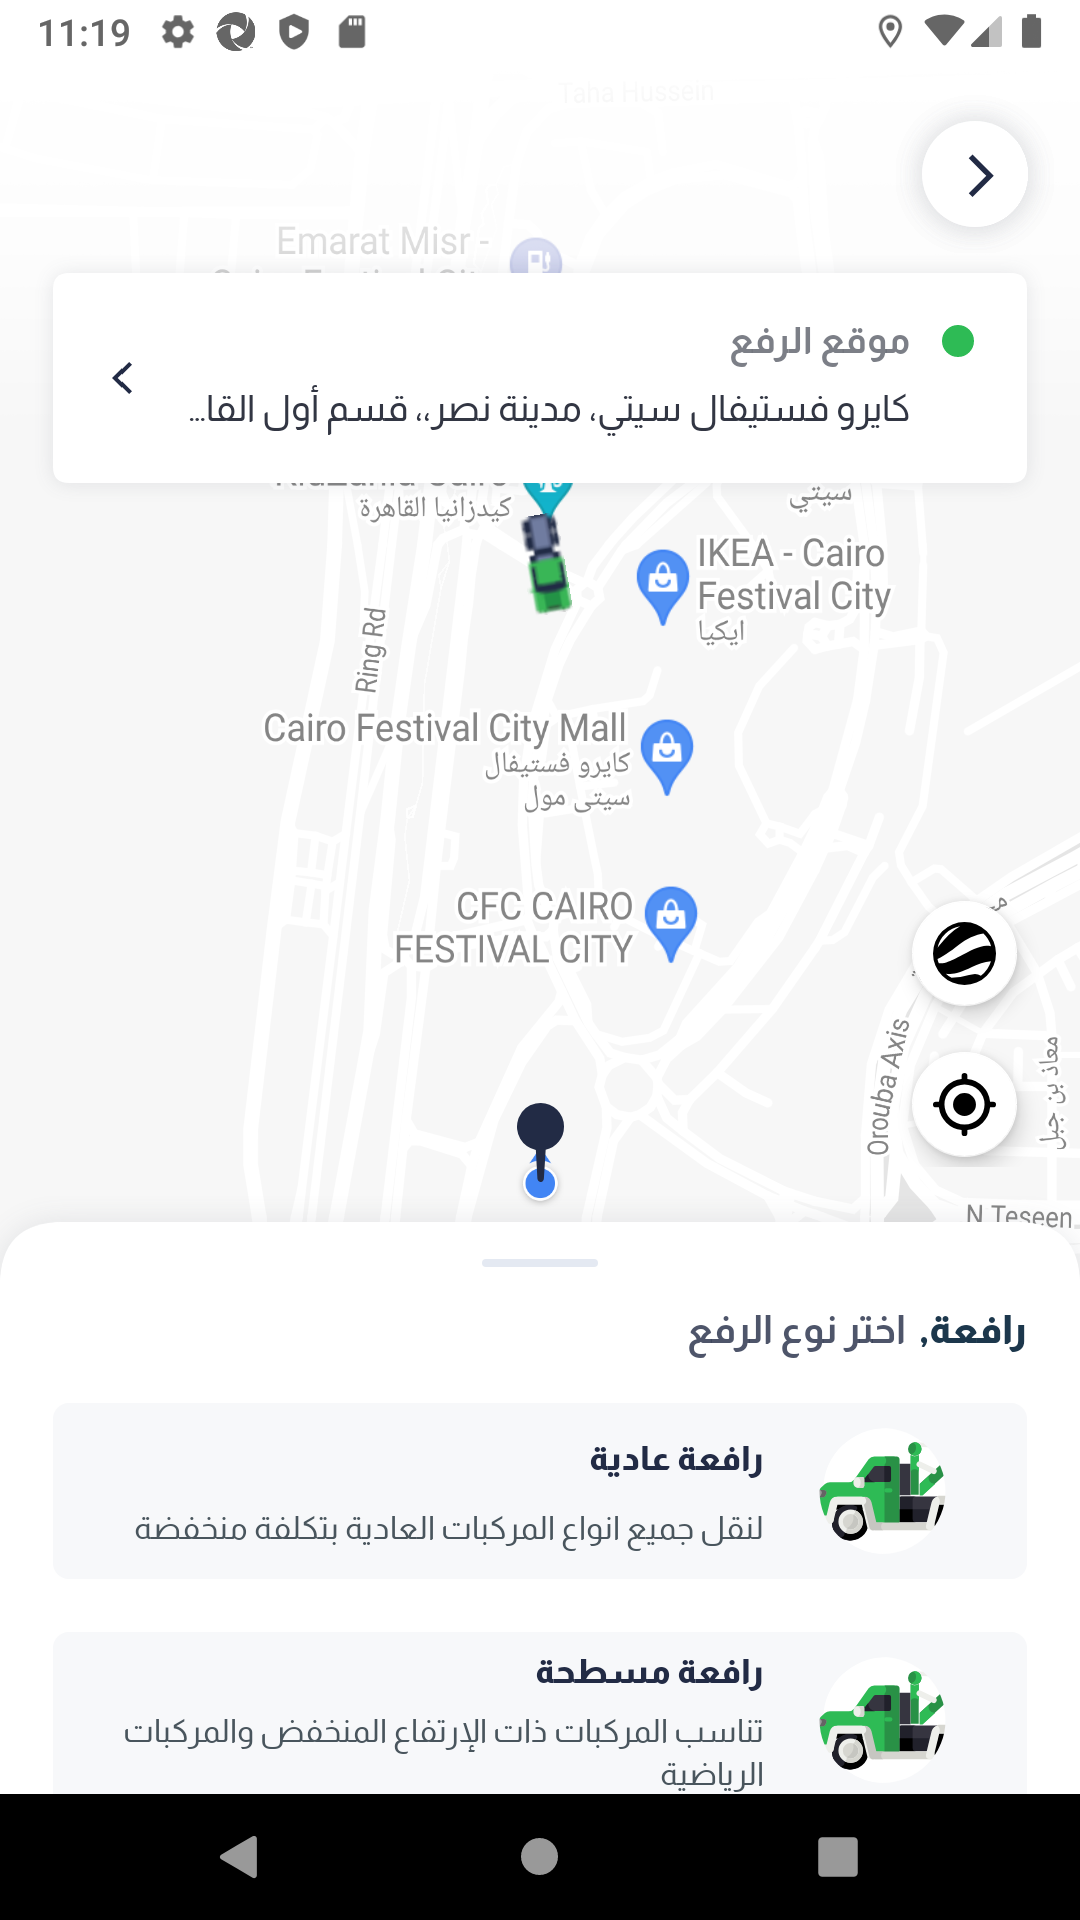 11:19
Taha Hussein
Emarat Misr -
موقع الرفع
كايرو فستيفال سيتي، مدينة نصر،، قسم أول القا...
كيدزانيا القاهرة
سيتي
IKEA - Cairo
Festival City
ايكيا
Ring Rd
Cairo Festival City Mall
كايرو فستيفال
سيتى مول
CFC CAIRO
FESTIVAL CITY
Orouba Axis
معاذ بن جبل
N Teseen
رافعة, اختر نوع الرفع
رافعة عادية
لنقل جميع انواع المركبات العادية بتكلفة منخفضة
رافعة مسطحة
تناسب المركبات ذات الإرتفاع المنخفض والمركبات
الرياضية